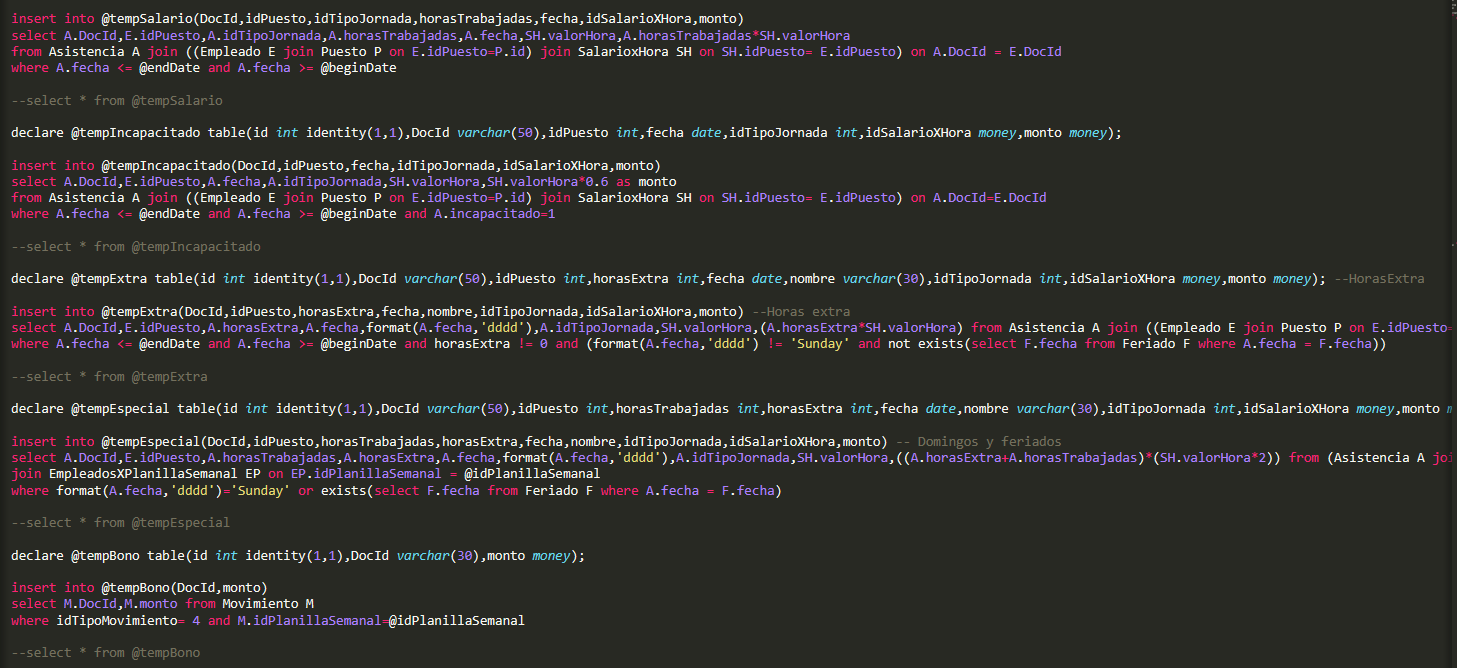 insert into @tempSalario(DocId,idPuesto,idTipoJornada,horasTrabajadas,fecha,idSalarioXHora,monto)
select A.DocId,E.idPuesto,A.idTipoJornada,A.horasTrabajadas,A.fecha,SH.valorHora,A.horasTrabajadas*SH.valorHora
from Asistencia A join ((Empleado E join Puesto P on E.idPuesto=P.id) join SalarioxHora SH on SH.idPuesto= E.idPuesto) on A.DocId = E.DocId
where A.fecha <= @endDate and A.fecha >= @beginDate
--select * from @tempSalario
declare @tempIncapacitado table(id int identity(1,1),DocId varchar(50),idPuesto int,fecha date,idTipoJornada int,idSalarioXHora money,monto money);
insert into @tempIncapacitado(DocId,idPuesto,fecha,idTipoJornada,idSalarioXHora,monto)
select A.DocId,E.idPuesto,A.fecha,A.idTipoJornada,SH.valorHora,SH.valorHora*0.6 as monto
from Asistencia A join ((Empleado E join Puesto P on E.idPuesto=P.id) join SalarioxHora SH on SH.idPuesto= E.idPuesto) on A.DocId=E.DocId
where A.fecha <= @endDate and A.fecha >= @beginDate and A.incapacitado=1
--select * from @tempIncapacitado
declare @tempExtra table(id int identity(1,1),DocId varchar(50),idPuesto int,horasExtra int,fecha date,nombre varchar(30),idTipoJornada int,idSalarioXHora money,monto money); --HorasExtra
insert into @tempExtra(DocId,idPuesto,horasExtra,fecha,nombre,idTipoJornada,idSalarioXHora,monto) --Horas extra
select A.DocId,E.idPuesto,A.horasExtra,A.fecha,format(A.fecha,'dddd'),A.idTipoJornada,SH.valorHora,(A.horasExtra*SH.valorHora) from Asistencia A join ((Empleado E join Puesto P on E.idPuesto=
where A.fecha <= @endDate and A.fecha >= @beginDate and horasExtra != 0 and (format(A.fecha,'dddd') != 'Sunday' and not exists(select F.fecha from Feriado F where A.fecha = F.fecha))
--select * from @tempExtra
declare @tempEspecial table(id int identity(1,1),DocId varchar(50),idPuesto int,horasTrabajadas int,horasExtra int,fecha date,nombre varchar(30),idTipoJornada int,idSalarioXHora money,monto
insert into @tempEspecial(DocId,idPuesto,horasTrabajadas,horasExtra,fecha,nombre,idTipoJornada,idSalarioXHora,monto) -- Domingos y feriados
select A.DocId,E.idPuesto,A.horasTrabajadas,A.horasExtra,A.fecha,format(A.fecha,'dddd'),A.idTipoJornada,SH.valorHora,((A.horasExtra+A.horasTrabajadas)*(SH.valorHora*2)) from (Asistencia A joi
join EmpleadosXPlanillaSemanal EP on EP.idPlanillaSemanal = @idPlanillaSemanal
where format(A.fecha,'dddd')='Sunday' or exists(select F.fecha from Feriado F where A.fecha = F.fecha)
--select * from @tempEspecial
declare @tempBono table(id int identity(1,1),DocId varchar(30),monto money);
insert into @tempBono(DocId,monto)
select M.DocId,M.monto from Movimiento M
where idTipoMovimiento= 4 and M.idPlanillaSemanal=@idPlanillaSemanal
--select * from @tempBono